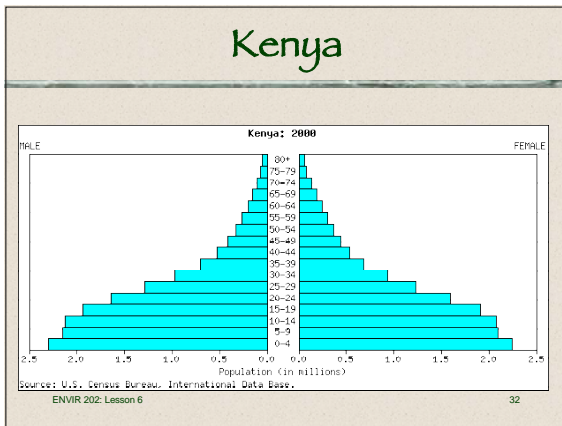 Kenya
Kenya: 2000
MALE FEMALE
80+
75-79
70-74
65-69
60-64
55-59
50-54
45-49
40-44
35-39
30-34
25-29
20-24
15-19
10-14
5-9
0-4
2.5 2.0 1.5 1.0 0.5 0.0 0.0 0.5 1.0 1.5 2.0 2.5
Population (in millions)
Source: U.S. Census Bureau, International Data Base.
ENVIR 202: Lesson 6 32